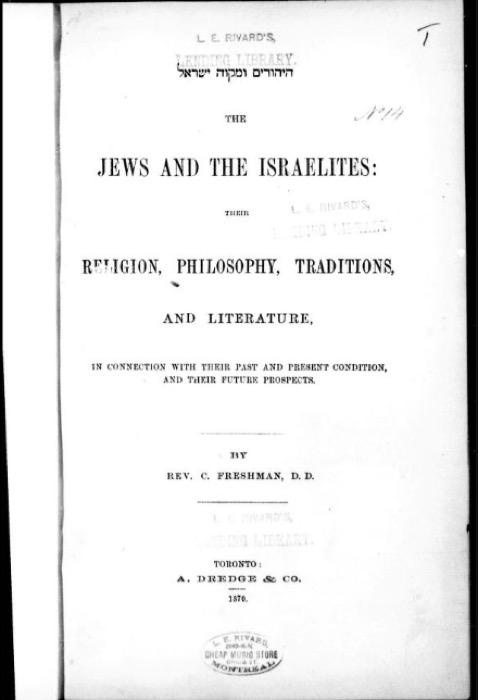 L. E. RIVARD'S,
LENDING LIBRARY.
היהודים ומקוה ישראל
T
No 14
THE
JEWS AND THE ISRAELITES:
L. E. RIVARD'S,
LENDING LIBRARY.
THEIR
RELIGION, PHILOSOPHY, TRADITIONS,
AND LITERATURE,
IN CONNECTION WITH THEIR PAST AND PRESENT CONDITION,
AND THEIR FUTURE PROSPECTS.
BY
REV. C. FRESHMAN, D. D.
L. E. RIVARD'S,
LENDING LIBRARY.
TORONTO:
A. DREDGE & CO.
1870.
L. E. RIVARD,
CHEAP MUSIC STORE
MONTREAL